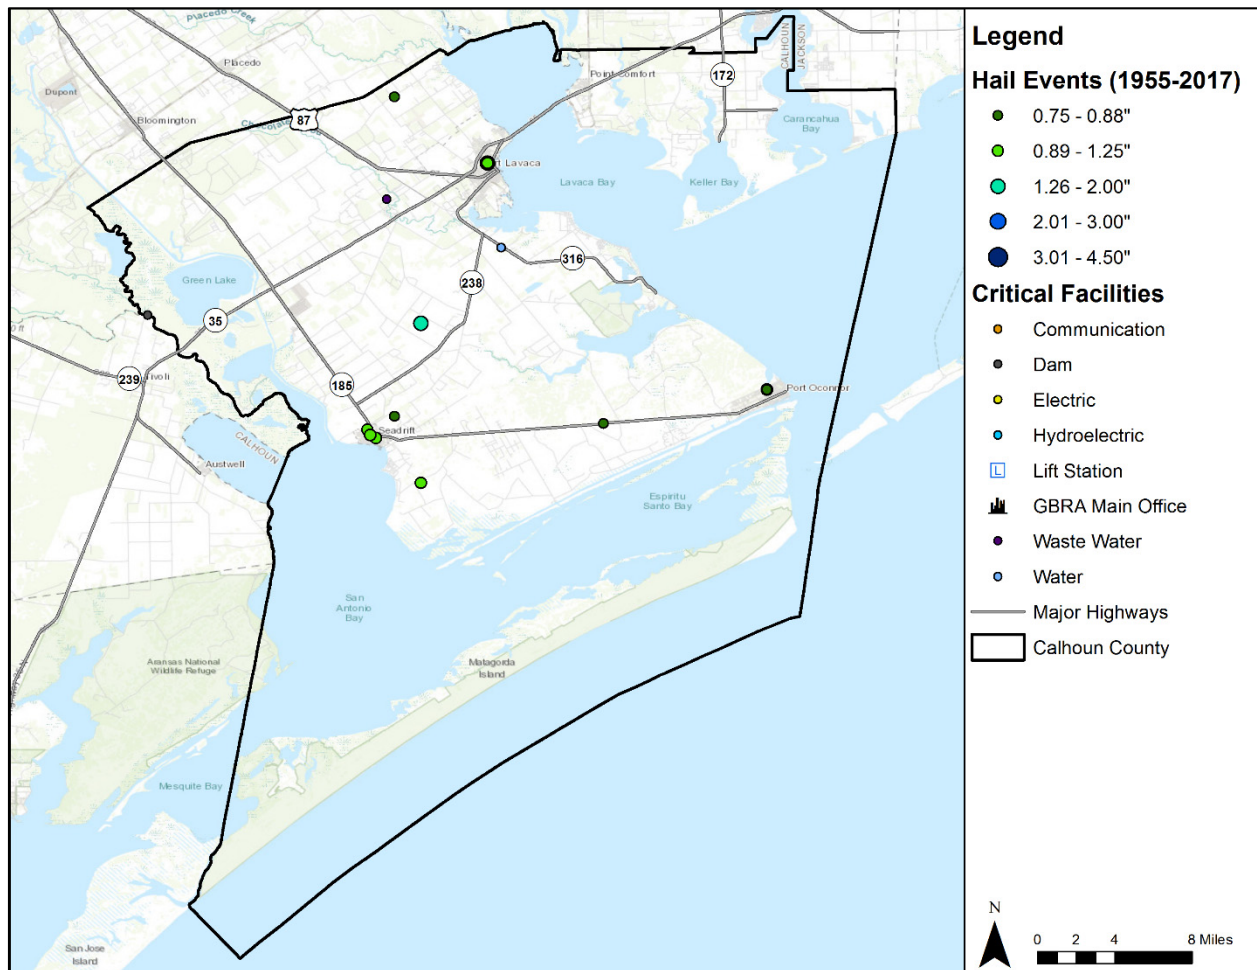 Placedo Creek
Placedo
Dupont
Bloomington
87
Point Comfort
172
CALHOUN
JACKSON
Carancahua
Bay
Lavaca
Lavaca Bay
Keller Bay
316
238
Green Lake
35
239
Tivoli
185
Port Oconnor
Seadrift
CALHOUN
Austwell
Espiritu
Santo Bay
San
Antonio
Bay
Aransas National
Wildlife Refuge
Matagorda
Island
Mesquite Bay
San Jose
Island
Legend
Hail Events (1955-2017)
0.75 - 0.88"
0.89 - 1.25"
1.26 - 2.00"
2.01 - 3.00"
3.01 - 4.50"
Critical Facilities
Communication
Dam
Electric
Hydroelectric
L Lift Station
GBRA Main Office
Waste Water
Water
Major Highways
Calhoun County
N
0 2 4 8 Miles